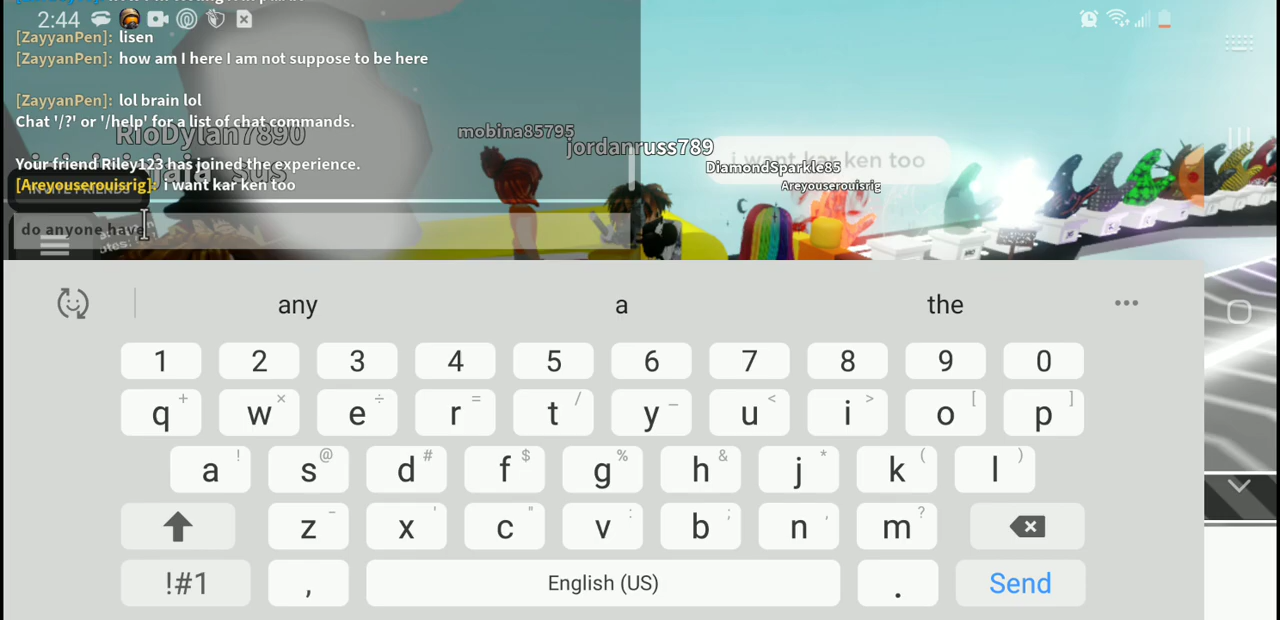 2:44
[ZayyanPen]: lisen
[ZayyanPen]: how am I here I am not suppose to be here
[ZayyanPen]: lol brain lol
Chat '/?' or '/help' for a list of chat commands.
RioDylan7890
mobina85795
jordanruss789
i want kar ken too
Your friend Riley123 has joined the experience.
DiamondSparkle85
[Areyouserouisrig]: i want kar ken too
Areyouserouisrig
INVITE FRIENDS
do anyone have
any a the
1 2 3 4 5 6 7 8 9 0
q + w × e ÷ r = t / y _ u < i > o [ p ]
a ! s @ d # f $ g % h & j * k ( l )
z - x ' c " v : b ; n , m ?
!#1 , English (US) . Send